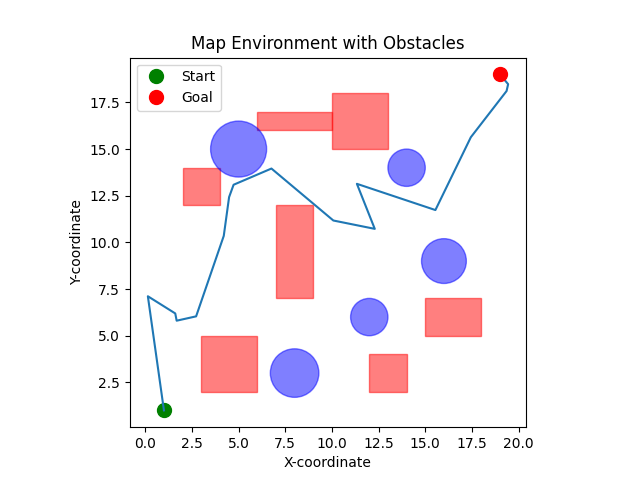 Map Environment with Obstacles
Start
Goal
17.5
15.0
12.5
10.0
7.5
5.0
2.5
Y-coordinate
0.0 2.5 5.0 7.5 10.0 12.5 15.0 17.5 20.0
X-coordinate